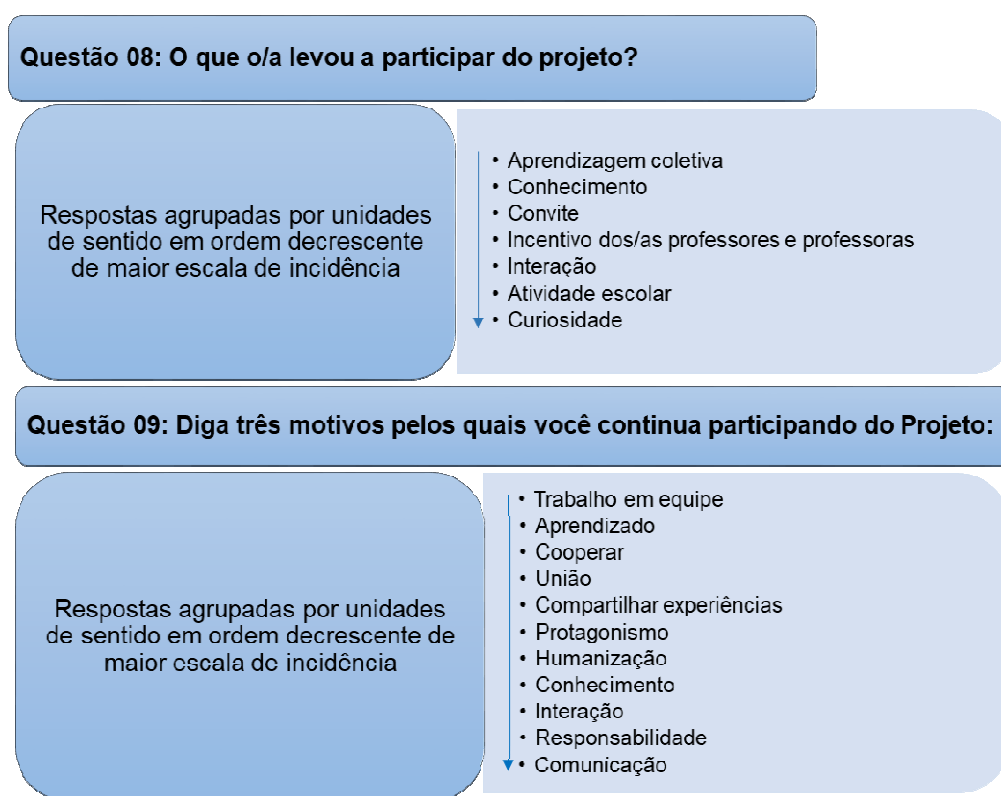 Questão 08: O que o/a levou a participar do projeto?
Respostas agrupadas por unidades
de sentido em ordem decrescente
de maior escala de incidência
• Aprendizagem coletiva
• Conhecimento
• Convite
• Incentivo dos/as professores e professoras
• Interação
• Atividade escolar
• Curiosidade
Questão 09: Diga três motivos pelos quais você continua participando do Projeto:
Respostas agrupadas por unidades
de sentido em ordem decrescente de
maior escala de incidência
• Trabalho em equipe
• Aprendizado
• Cooperar
• União
• Compartilhar experiências
• Protagonismo
• Humanização
• Conhecimento
• Interação
• Responsabilidade
• Comunicação